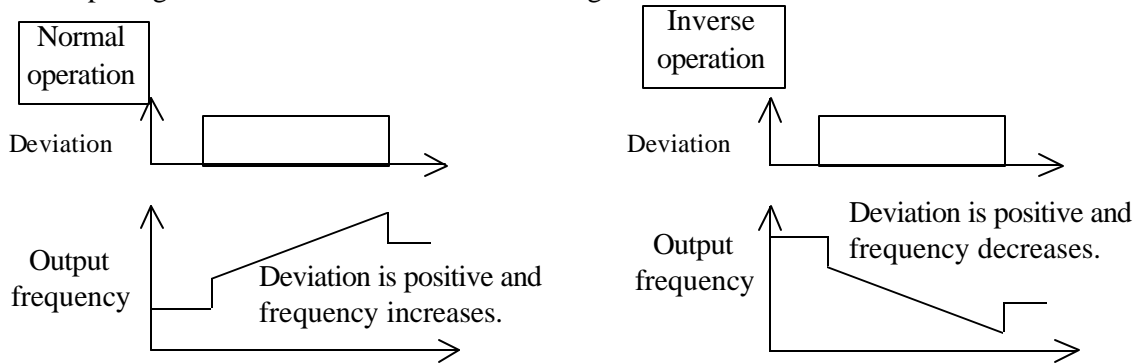 Normal
operation
Deviation
Output
frequency
Deviation is positive and
frequency increases.
Inverse
operation
Deviation
Output
frequency
Deviation is positive and
frequency decreases.